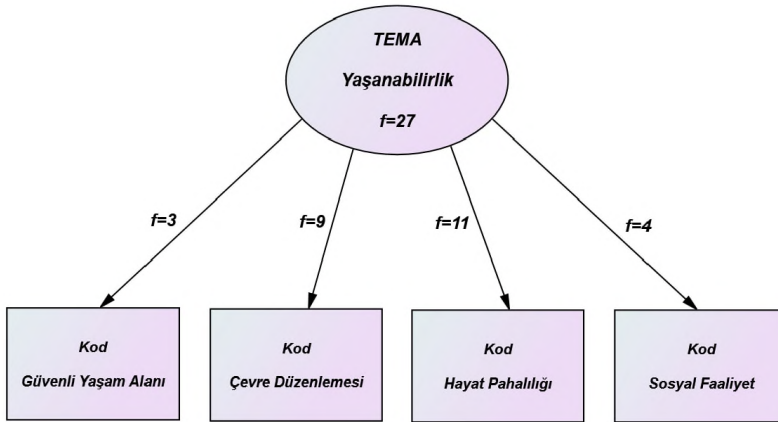 TEMA
Yaşanabilirlik
f=27
f=3
f=9
f=11
f=4
Kod
Güvenli Yaşam Alanı
Kod
Çevre Düzenlemesi
Kod
Hayat Pahalılığı
Kod
Sosyal Faaliyet